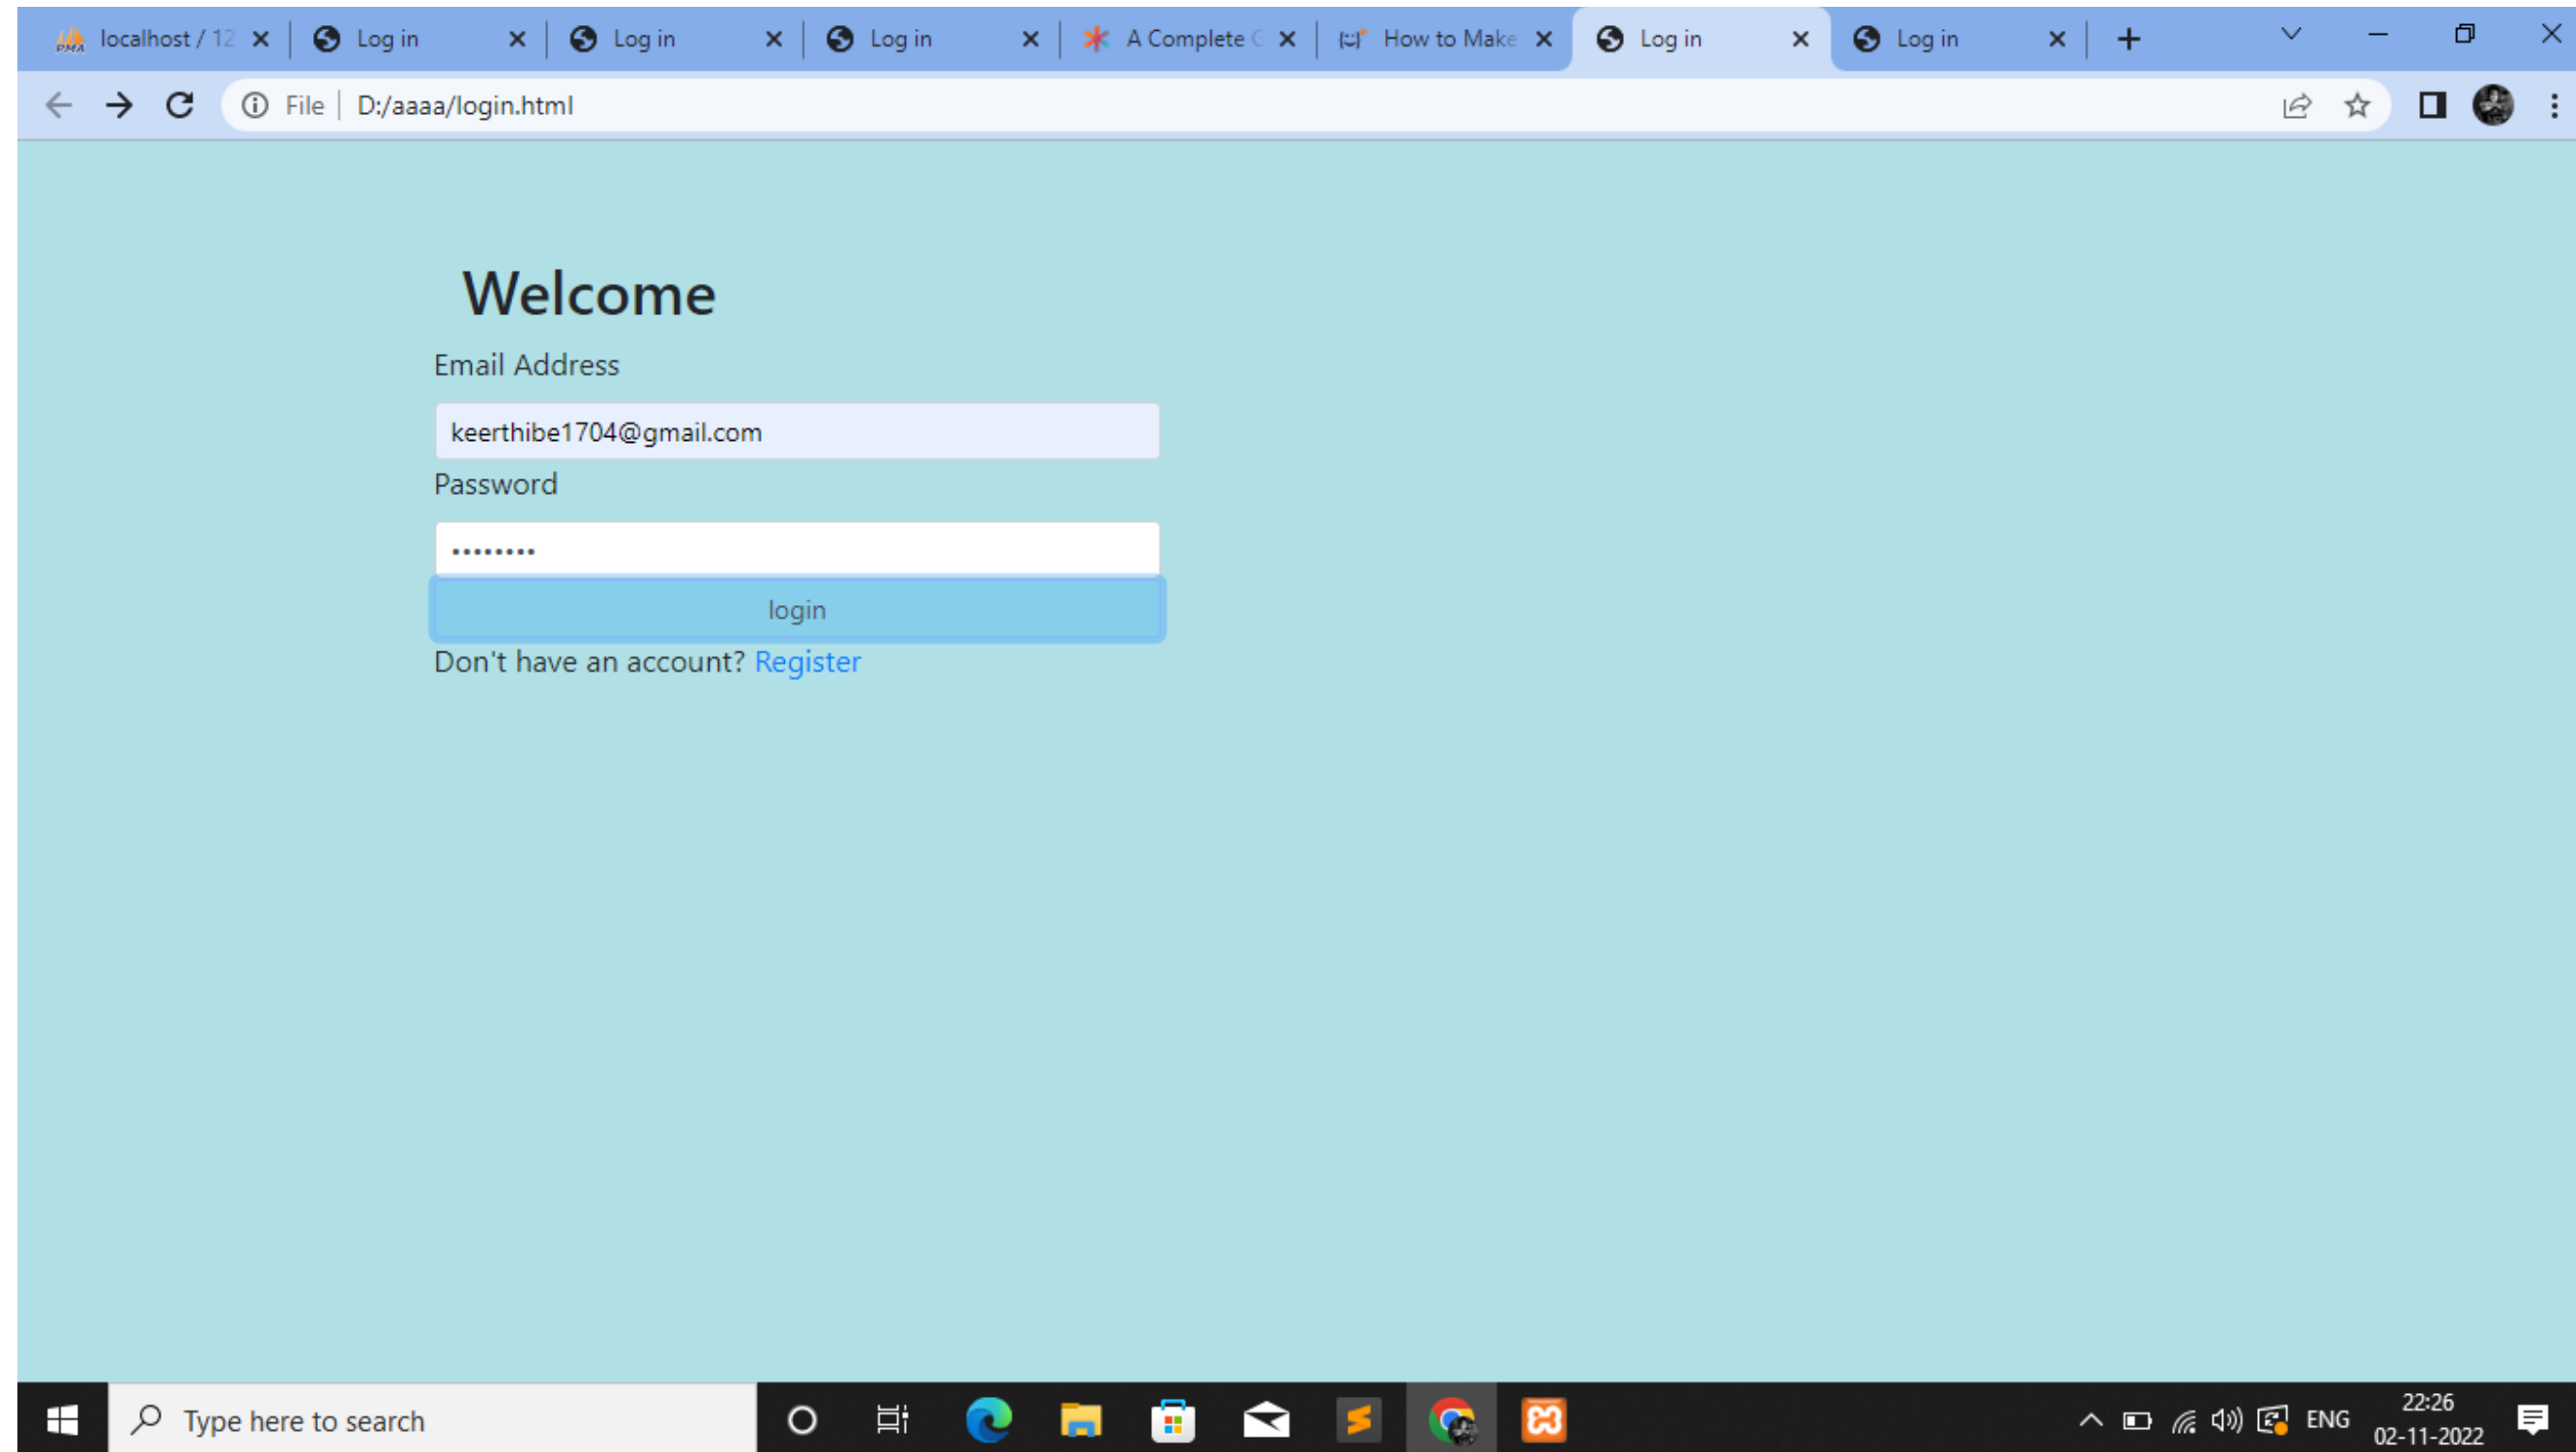 PMA localhost / 12 Log in Log in Log in A Complete G How to Make Log in Log in
File D:/aaaa/login.html
Welcome
Email Address
keerthibe1704@gmail.com
Password
••••••••
login
Don't have an account? Register
Type here to search ENG 22:26
02-11-2022